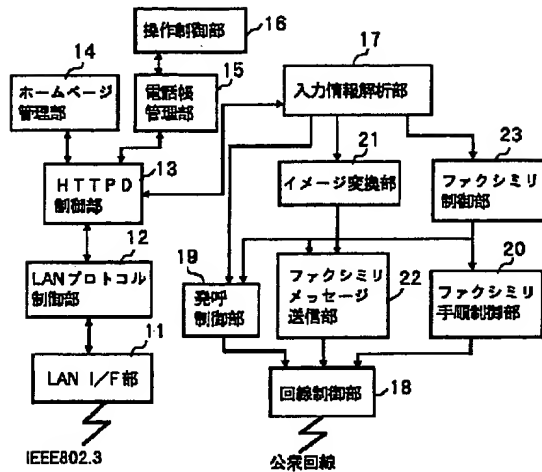 操作制御部
16
14
15
17
ホームページ
管理部
電話帳
管理部
入力情報解析部
13
21
23
HTTPD
制御部
イメージ変換部
ファクシミリ
制御部
12
19
20
LANプロトコル
制御部
発呼
制御部
ファクシミリ
メッセージ
送信部
22
ファクシミリ
手順制御部
11
LAN I/F部
回線制御部
18
IEEE802.3
公衆回線